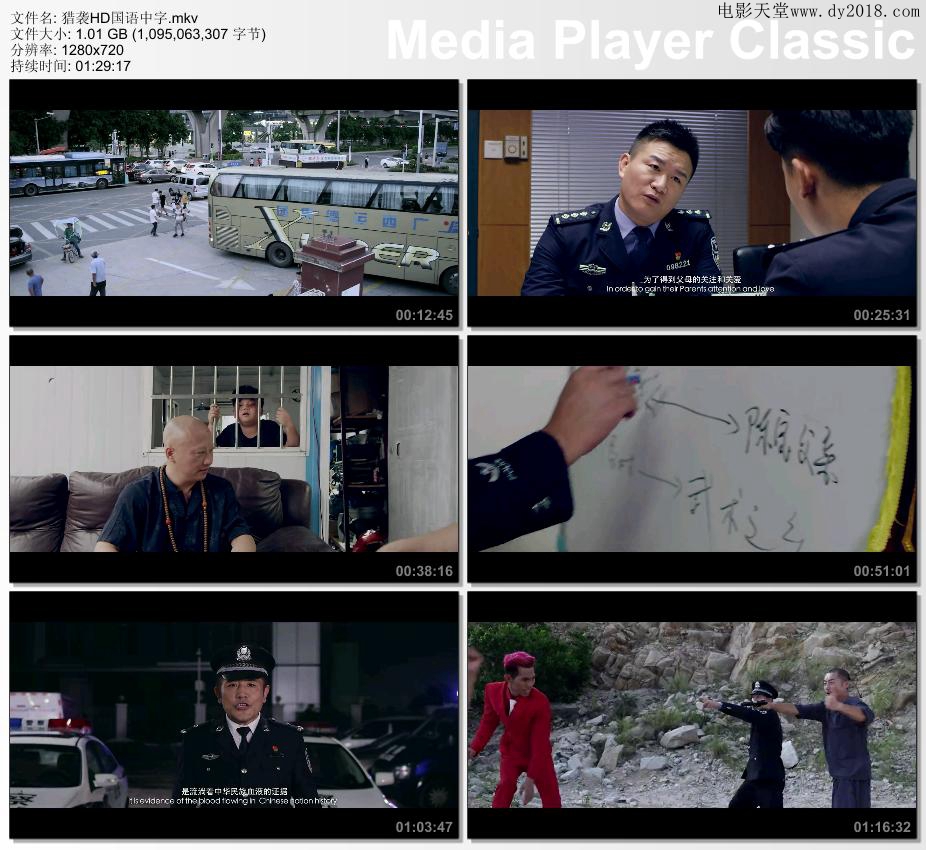 文件名: 猎袭HD国语中字.mkv
文件大小: 1.01 GB (1,095,063,307 字节)
分辨率: 1280x720
持续时间: 01:29:17
电影天堂www.dy2018.com
Media Player Classic
00:12:45
098221
为了得到父母的关注和关爱
In order to gain their Parents attention and love
00:25:31
00:38:16
武术之乡
00:51:01
是流淌着中华民族血液的证据
It is evidence of the blood flowing in Chinese nation history
01:03:47
01:16:32